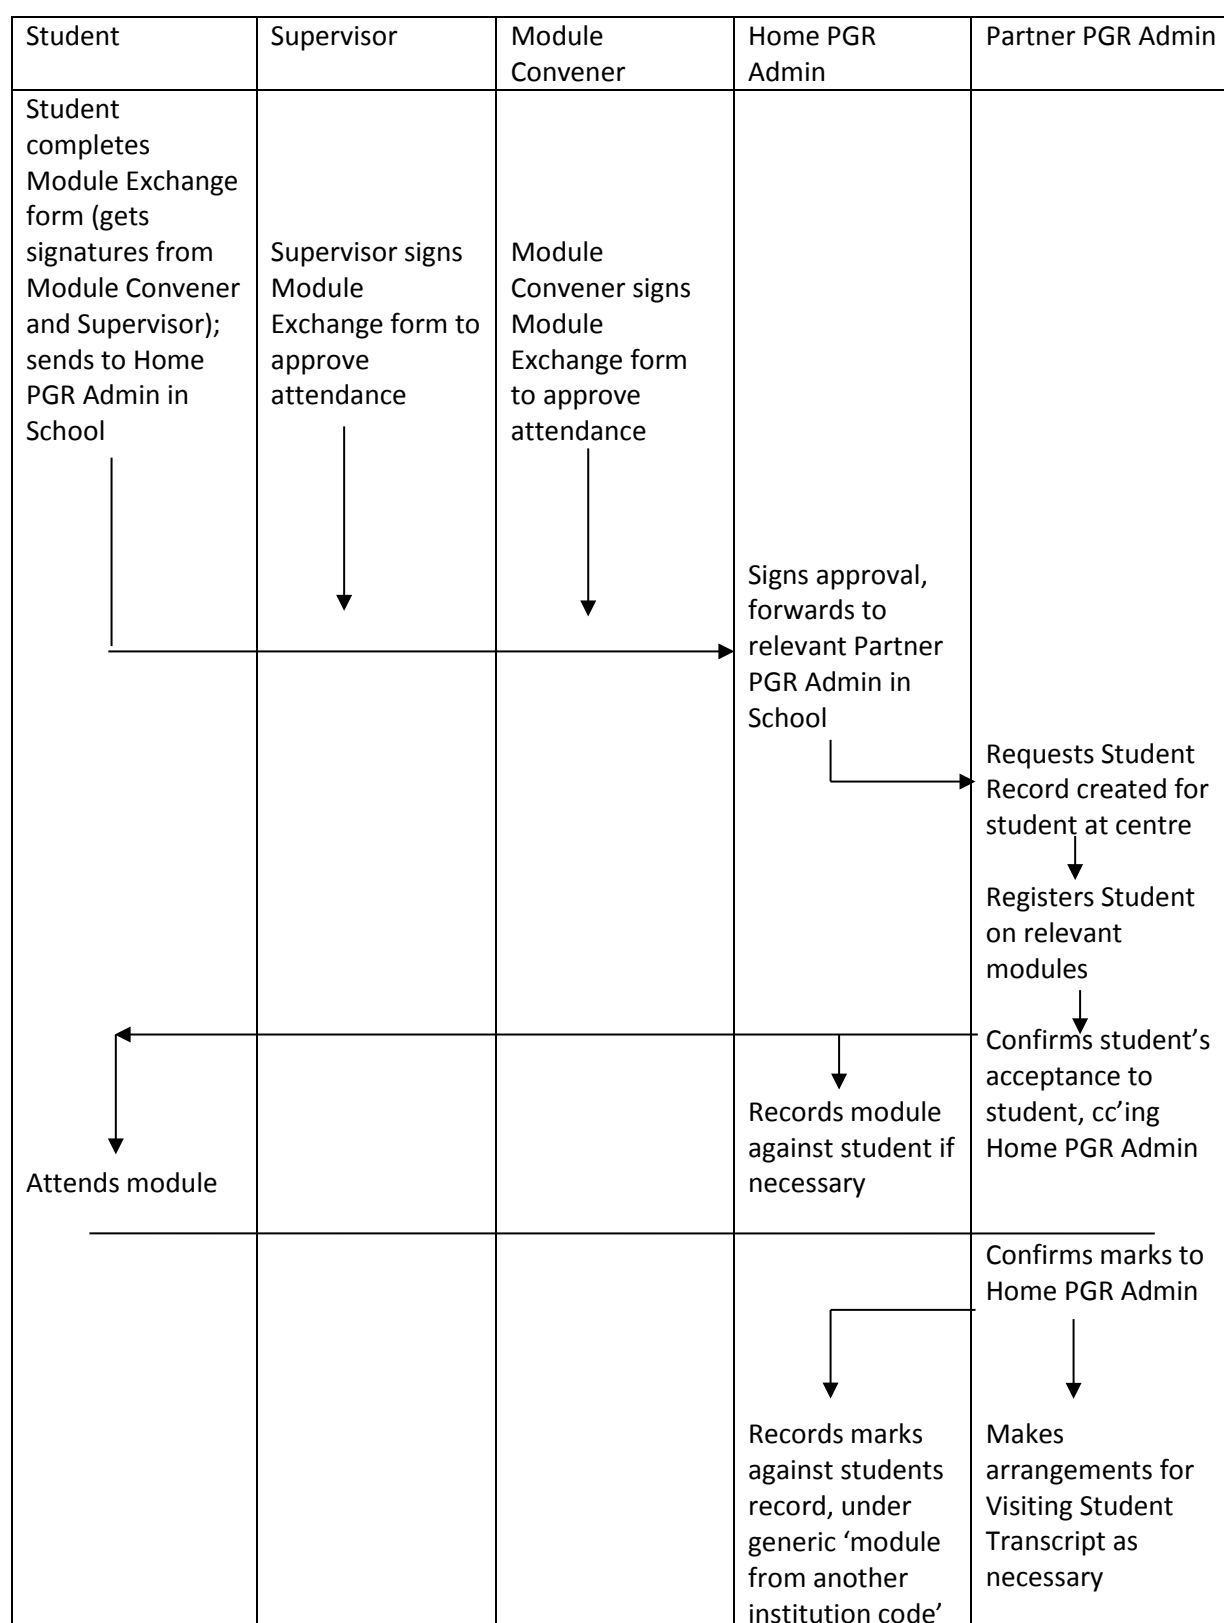 Student
Supervisor
Module
Convener
Home PGR
Admin
Partner PGR Admin
Student
completes
Module Exchange
form (gets
signatures from
Module Convener
and Supervisor);
sends to Home
PGR Admin in
School
Supervisor signs
Module
Exchange form to
approve
attendance
Module
Convener signs
Module
Exchange form
to approve
attendance
Signs approval,
forwards to
relevant Partner
PGR Admin in
School
Requests Student
Record created for
student at centre
Registers Student
on relevant
modules
Confirms student’s
acceptance to
student, cc’ing
Home PGR Admin
Records module
against student if
necessary
Attends module
Confirms marks to
Home PGR Admin
Records marks
against students
record, under
generic ‘module
from another
institution code’
Makes
arrangements for
Visiting Student
Transcript as
necessary